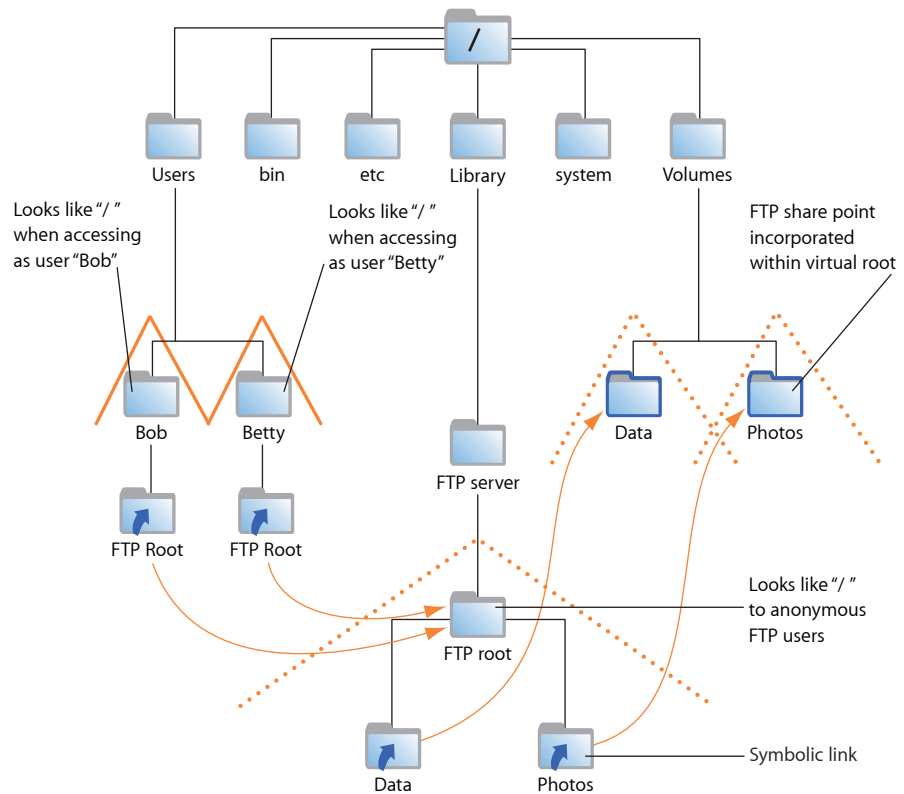 /
Users
bin
etc
Library
system
Volumes
Looks like “/ ”
when accessing
as user “Bob”
Looks like “/ ”
when accessing
as user “Betty”
FTP share point
incorporated
within virtual root
Bob
Betty
Data
Photos
FTP server
FTP Root
FTP Root
Looks like “/ ”
to anonymous
FTP users
FTP root
Symbolic link
Data
Photos